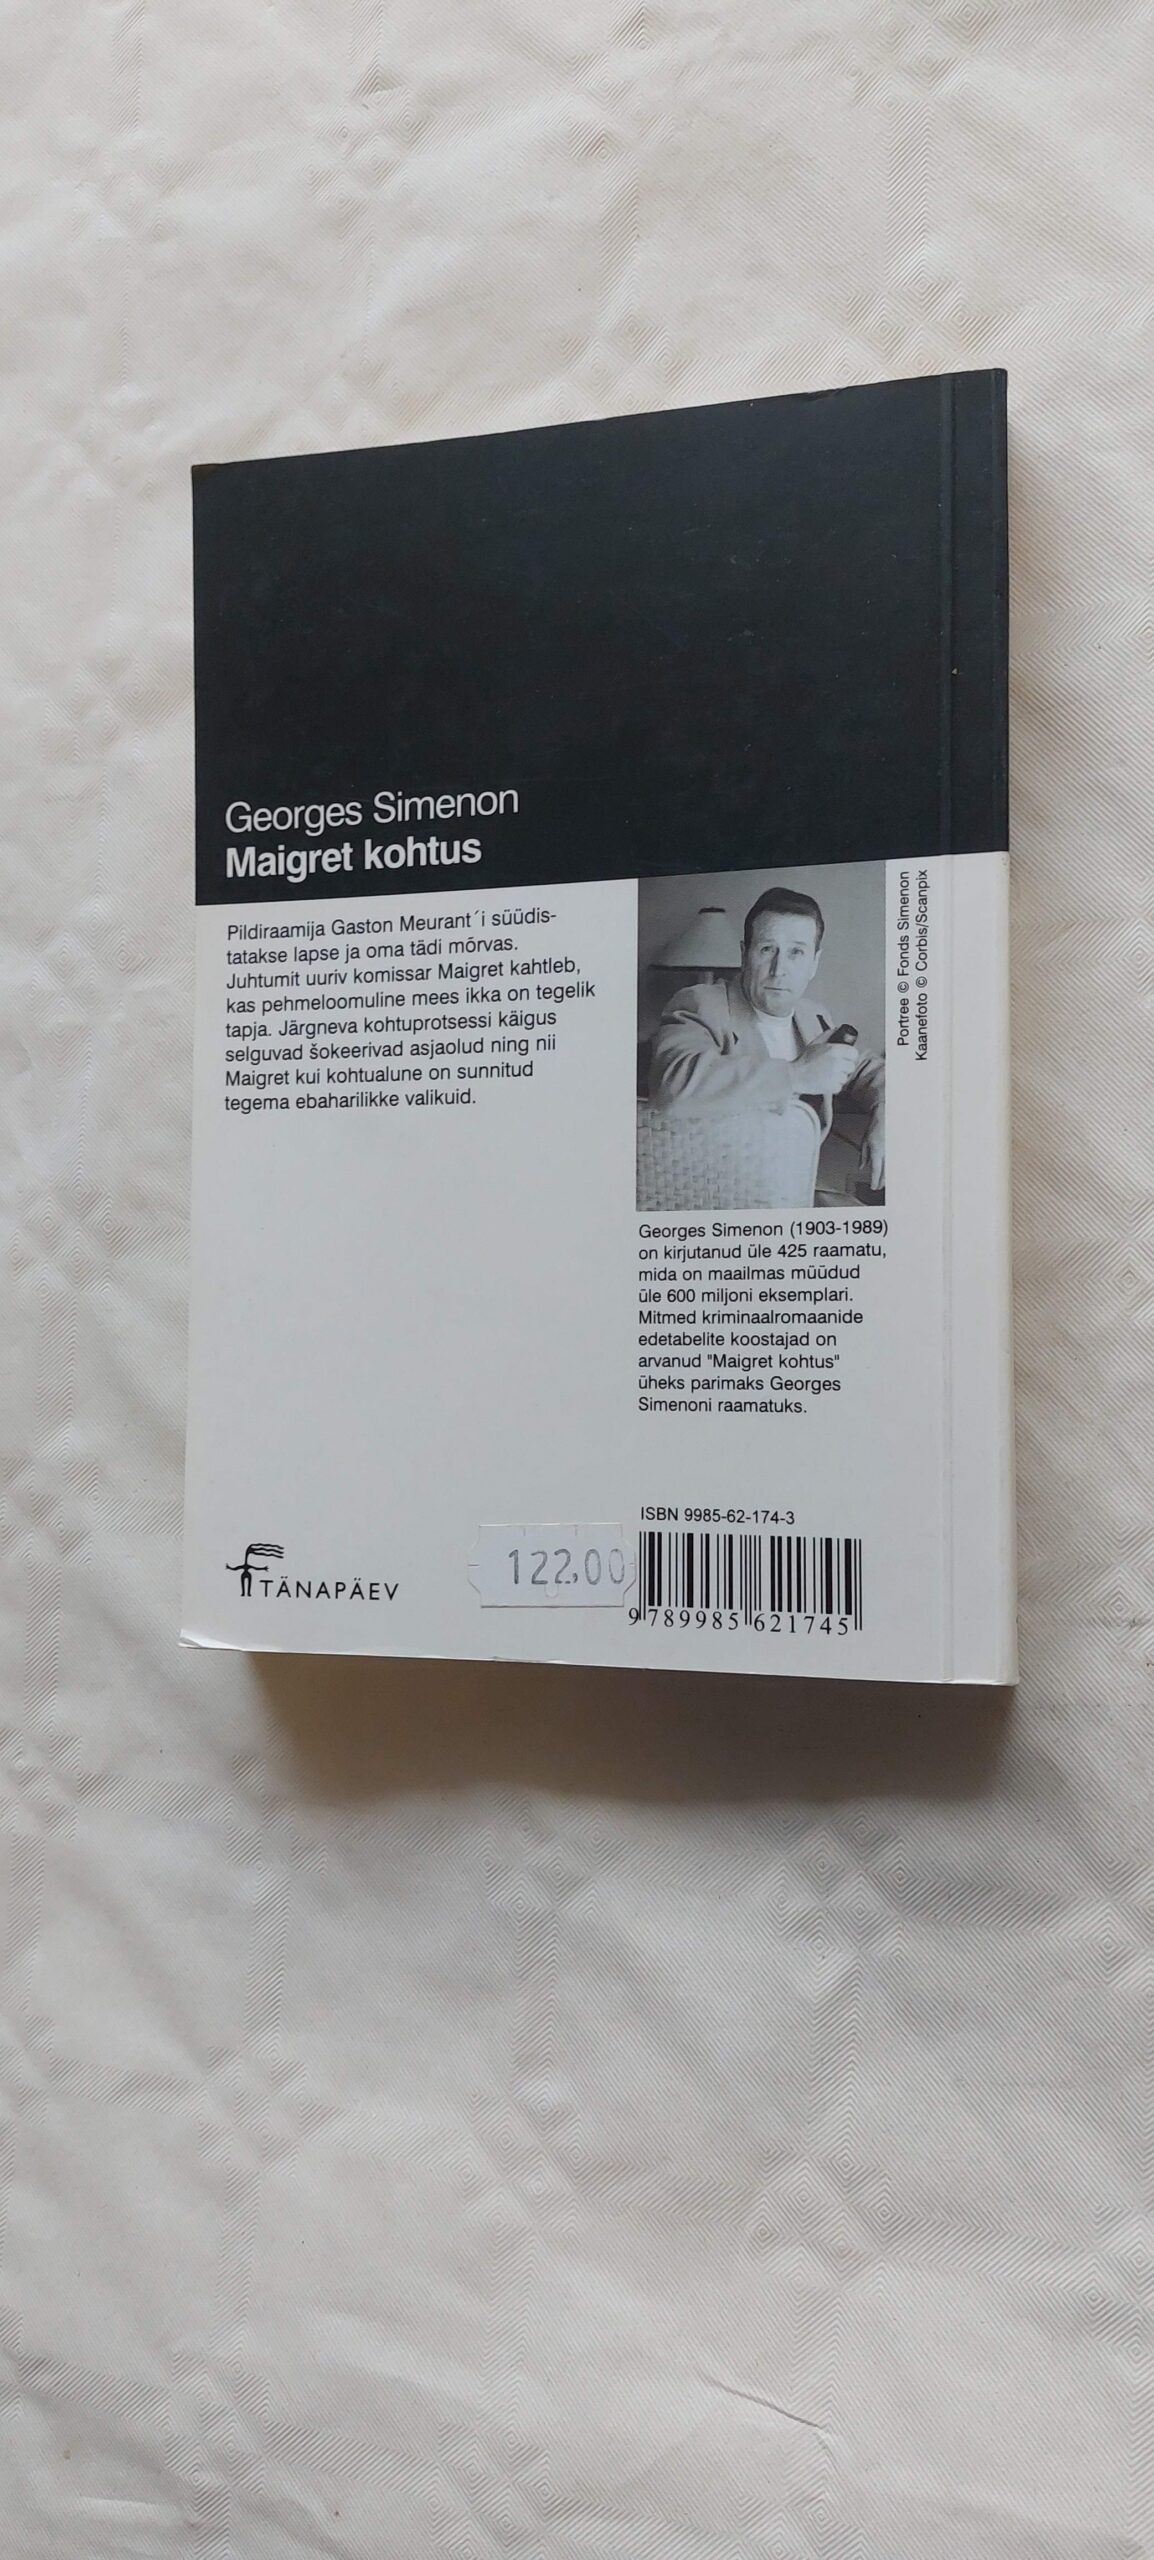 Georges Simenon
Maigret kohtus
Pildiraamija Gaston Meurant´i süüdis-
tatakse lapse ja oma tädi mõrvas.
Juhtumit uuriv komissar Maigret kahtleb,
kas pehmeloomuline mees ikka on tegelik
tapja. Järgneva kohtuprotsessi käigus
selguvad šokeerivad asjaolud ning nii
Maigret kui kohtualune on sunnitud
tegema ebaharilikke valikuid.
Portree © Fonds Simenon
Kaanefoto © Corbis/Scanpix
Georges Simenon (1903-1989)
on kirjutanud üle 425 raamatu,
mida on maailmas müüdud
üle 600 miljoni eksemplari.
Mitmed kriminaalromaanide
edetabelite koostajad on
arvanud "Maigret kohtus"
üheks parimaks Georges
Simenoni raamatuks.
ISBN 9985-62-174-3
122.00
9 789985 621745
TÄNAPÄEV